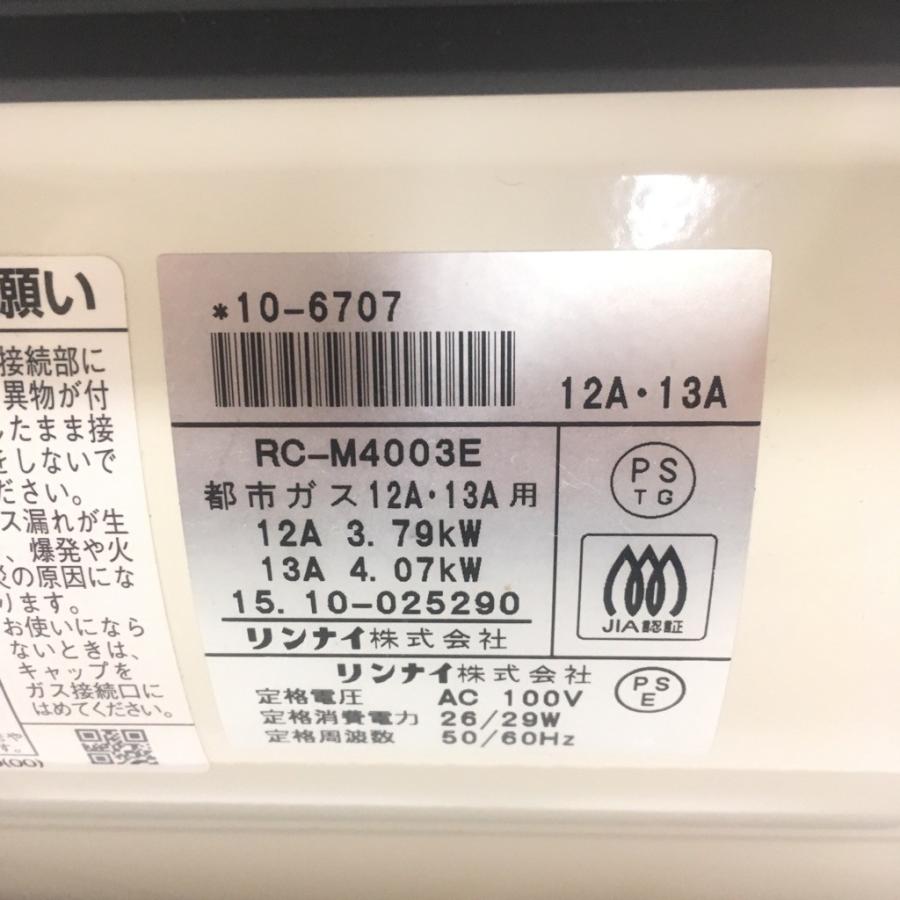 願い
接続部に
異物が付
したまま接
をしないで
ださい。
ス漏れが生
、爆発や火
災の原因にな
ります。
お使いになら
ないときは、
キャップを
ガス接続口に
はめてください。
す。
(00)
*10-6707
12A・13A
RC-M4003E
都市ガス12A・13A用
12A 3.79kW
13A 4.07kW
15.10-025290
リンナイ株式会社
PS
TG
JIA認証
リンナイ株式会社
定格電圧 AC 100V
定格消費電力 26/29W
定格周波数 50/60Hz
PS
E